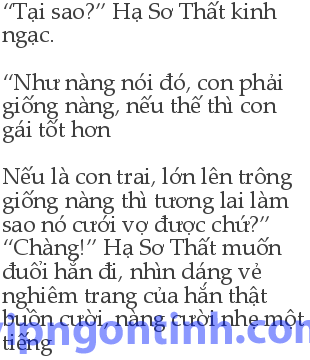 “Tại sao?” Hạ Sơ Thất kinh
ngạc.
“Như nàng nói đó, con phải
giống nàng, nếu thế thì con
gái tốt hơn
Nếu là con trai, lớn lên trông
giống nàng thì tương lai làm
sao nó cưới vợ được chứ?”
“Chàng!” Hạ Sơ Thất muốn
đuổi hắn đi, nhìn dáng vẻ
nghiêm trang của hắn thật
buồn cười, nàng cười nhẹ một
tiếng
vipngontinh.com